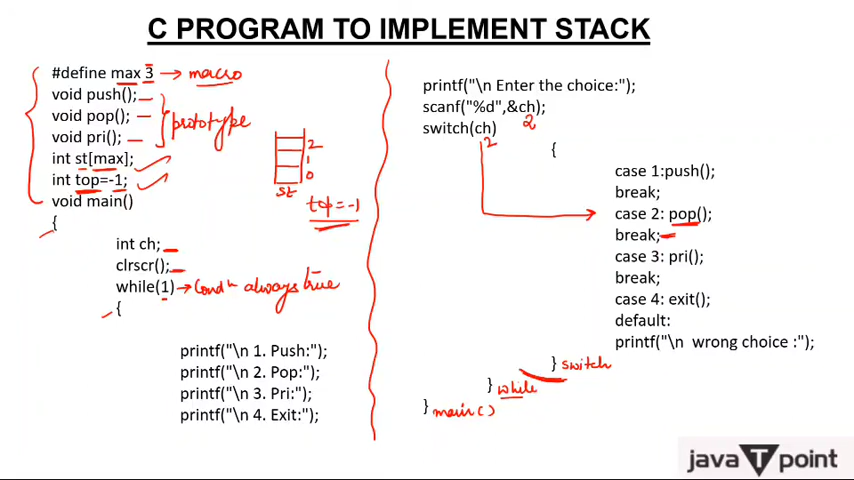 C PROGRAM TO IMPLEMENT STACK
#define max 3 → macro
void push();
void pop();
void pri();
prototype
int st[max];
int top=-1;
void main()
{
2
1
0
st
top=-1
int ch;
clrscr();
while(1) → Condn always true
{
printf("\n 1. Push:");
printf("\n 2. Pop:");
printf("\n 3. Pri:");
printf("\n 4. Exit:");
printf("\n Enter the choice:");
scanf("%d",&ch);
switch(ch) 2
2
{
case 1:push();
break;
case 2: pop();
break;
case 3: pri();
break;
case 4: exit();
default:
printf("\n wrong choice :");
} switch
} while
} main()
java T point